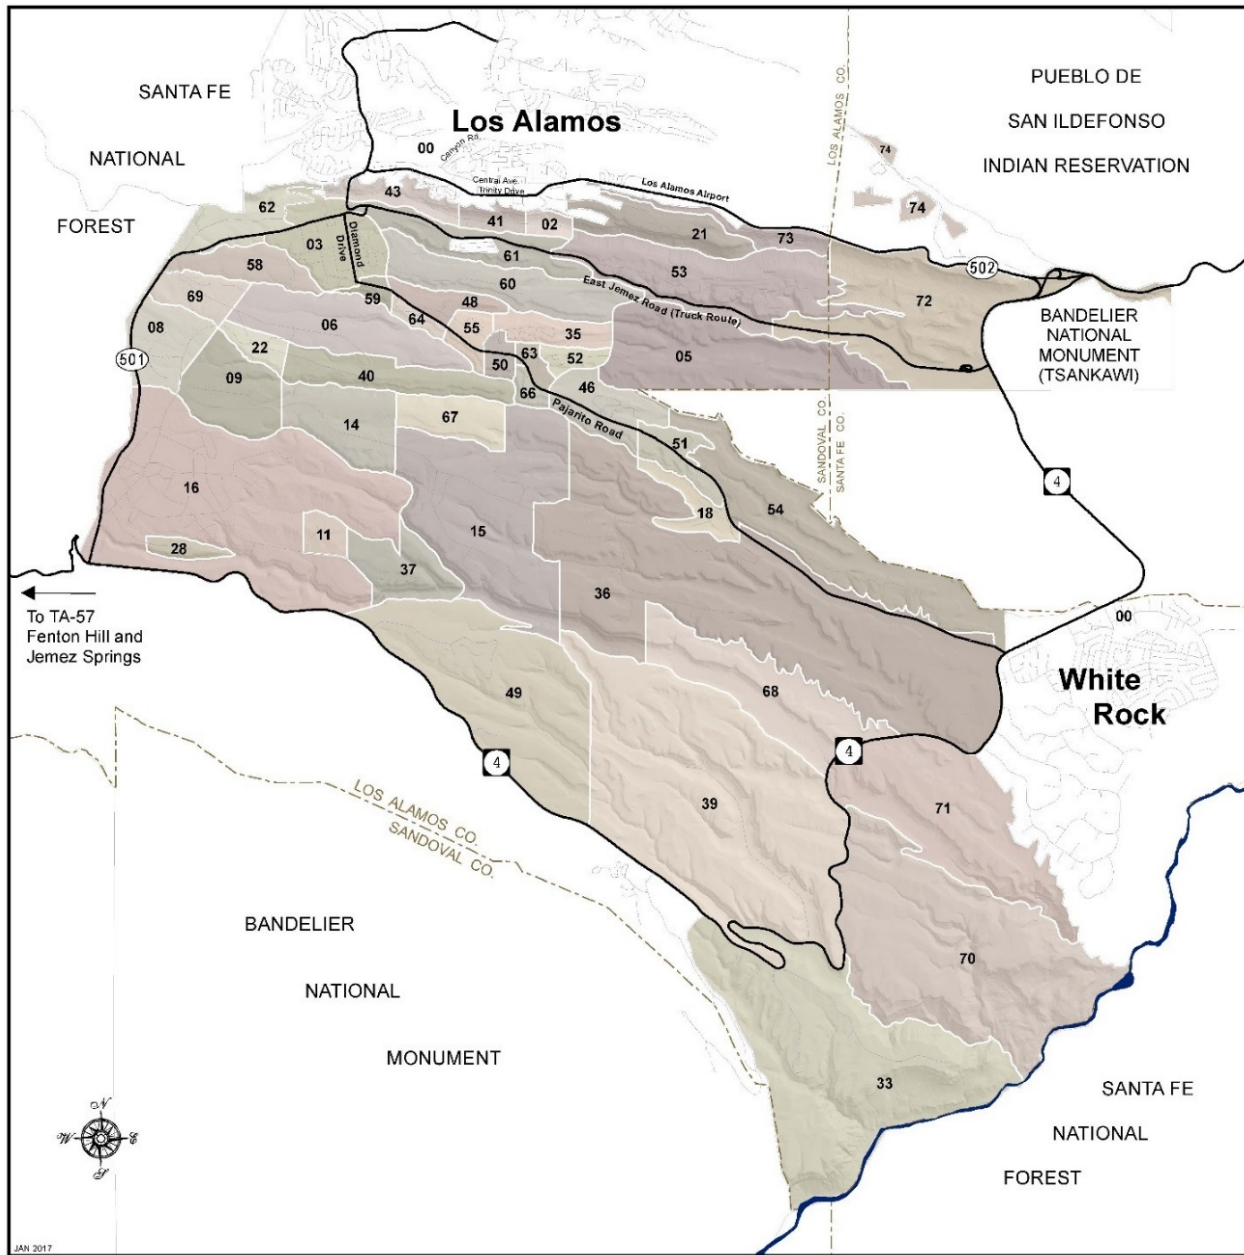 SANTA FE
NATIONAL
FOREST
Los Alamos
00
Canyon Rd.
Central Ave.
Trinity Drive
Los Alamos Airport
LOS ALAMOS CO.
PUEBLO DE
SAN ILDEFONSO
INDIAN RESERVATION
74
74
43
62
41
02
21
73
03
Diamond
Drive
61
53
502
58
60
East Jemez Road (Truck Route)
72
69
59
48
64
08
06
55
35
05
BANDELIER
NATIONAL
MONUMENT
(TSANKAWI)
501
22
50
63
52
09
40
66
46
67
14
Pajarito Road
51
SANDOVAL CO.
SANTA FE CO.
4
16
18
54
11
15
28
37
36
To TA-57
Fenton Hill and
Jemez Springs
00
White
Rock
49
68
4
4
LOS ALAMOS CO.
SANDOVAL CO.
39
71
BANDELIER
NATIONAL
MONUMENT
70
33
SANTA FE
NATIONAL
FOREST
N
W
E
S
JAN 2017